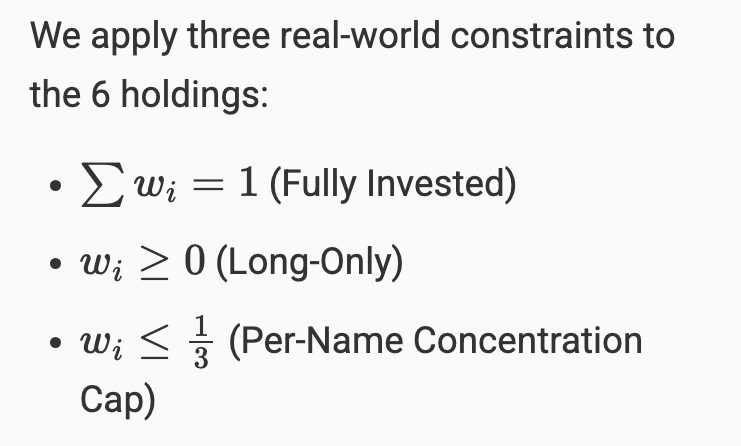 We apply three real-world constraints to
the 6 holdings:
• ∑ wᵢ = 1 (Fully Invested)
• wᵢ ≥ 0 (Long-Only)
• wᵢ ≤ 1/3 (Per-Name Concentration
Cap)